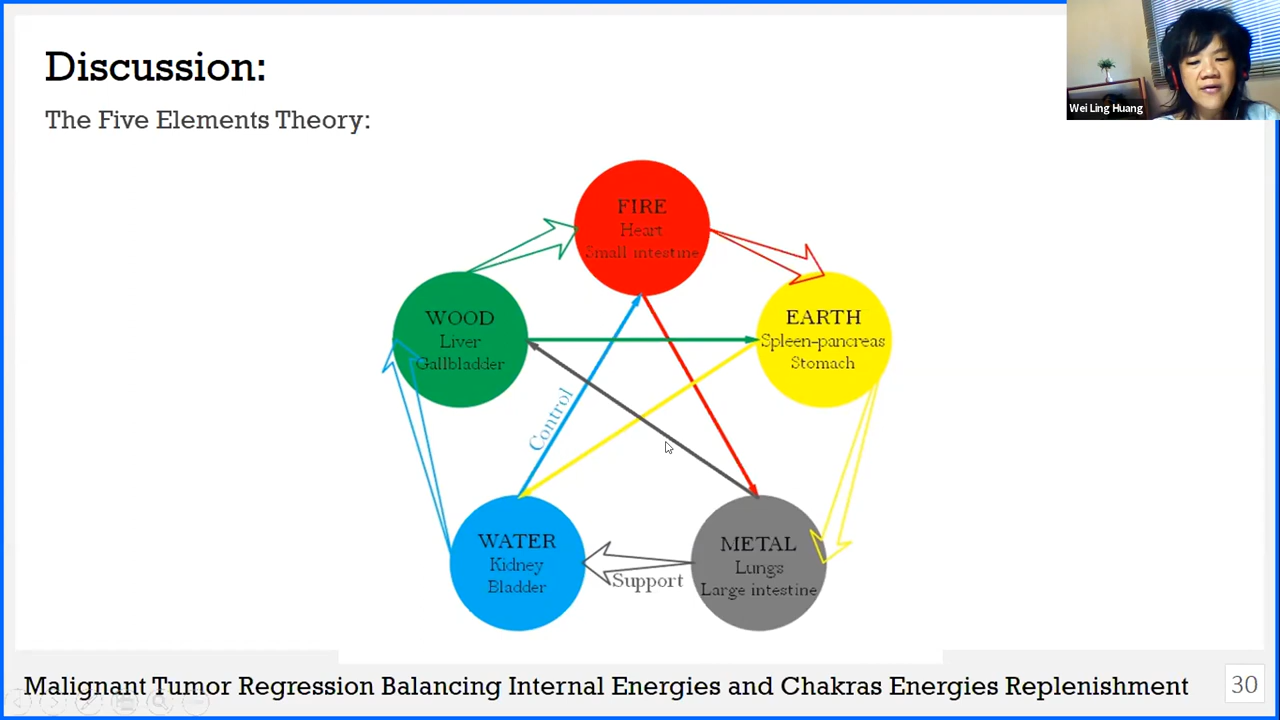 Discussion:
The Five Elements Theory:
Wei Ling Huang
FIRE
Heart
Small intestine
WOOD
Liver
Gallbladder
EARTH
Spleen-pancreas
Stomach
Control
WATER
Kidney
Bladder
Support
METAL
Lungs
Large intestine
Malignant Tumor Regression Balancing Internal Energies and Chakras Energies Replenishment
30